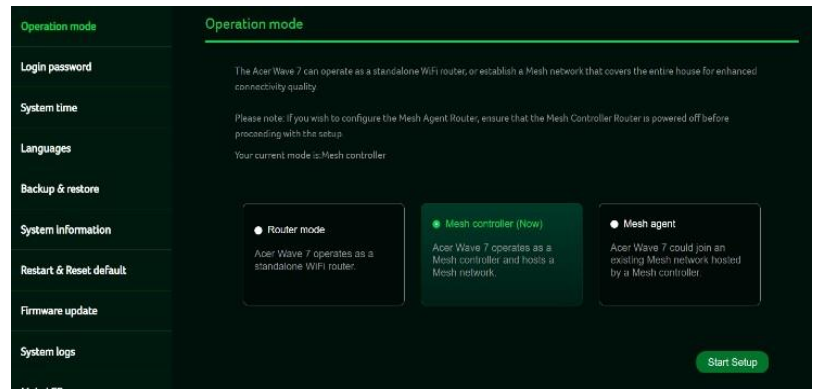 Operation mode
Login password
System time
Languages
Backup & restore
System information
Restart & Reset default
Firmware update
System logs
Operation mode
The Acer Wave 7 can operate as a standalone WiFi router, or establish a Mesh network that covers the entire house for enhanced
connectivity quality.
Please note: If you wish to configure the Mesh Agent Router, ensure that the Mesh Controller Router is powered off before
proceeding with the setup.
Your current mode is:Mesh controller
Router mode
Acer Wave 7 operates as a
standalone WiFi router.
Mesh controller (Now)
Acer Wave 7 operates as a
Mesh controller and hosts a
Mesh network.
Mesh agent
Acer Wave 7 could join an
existing Mesh network hosted
by a Mesh controller.
Start Setup